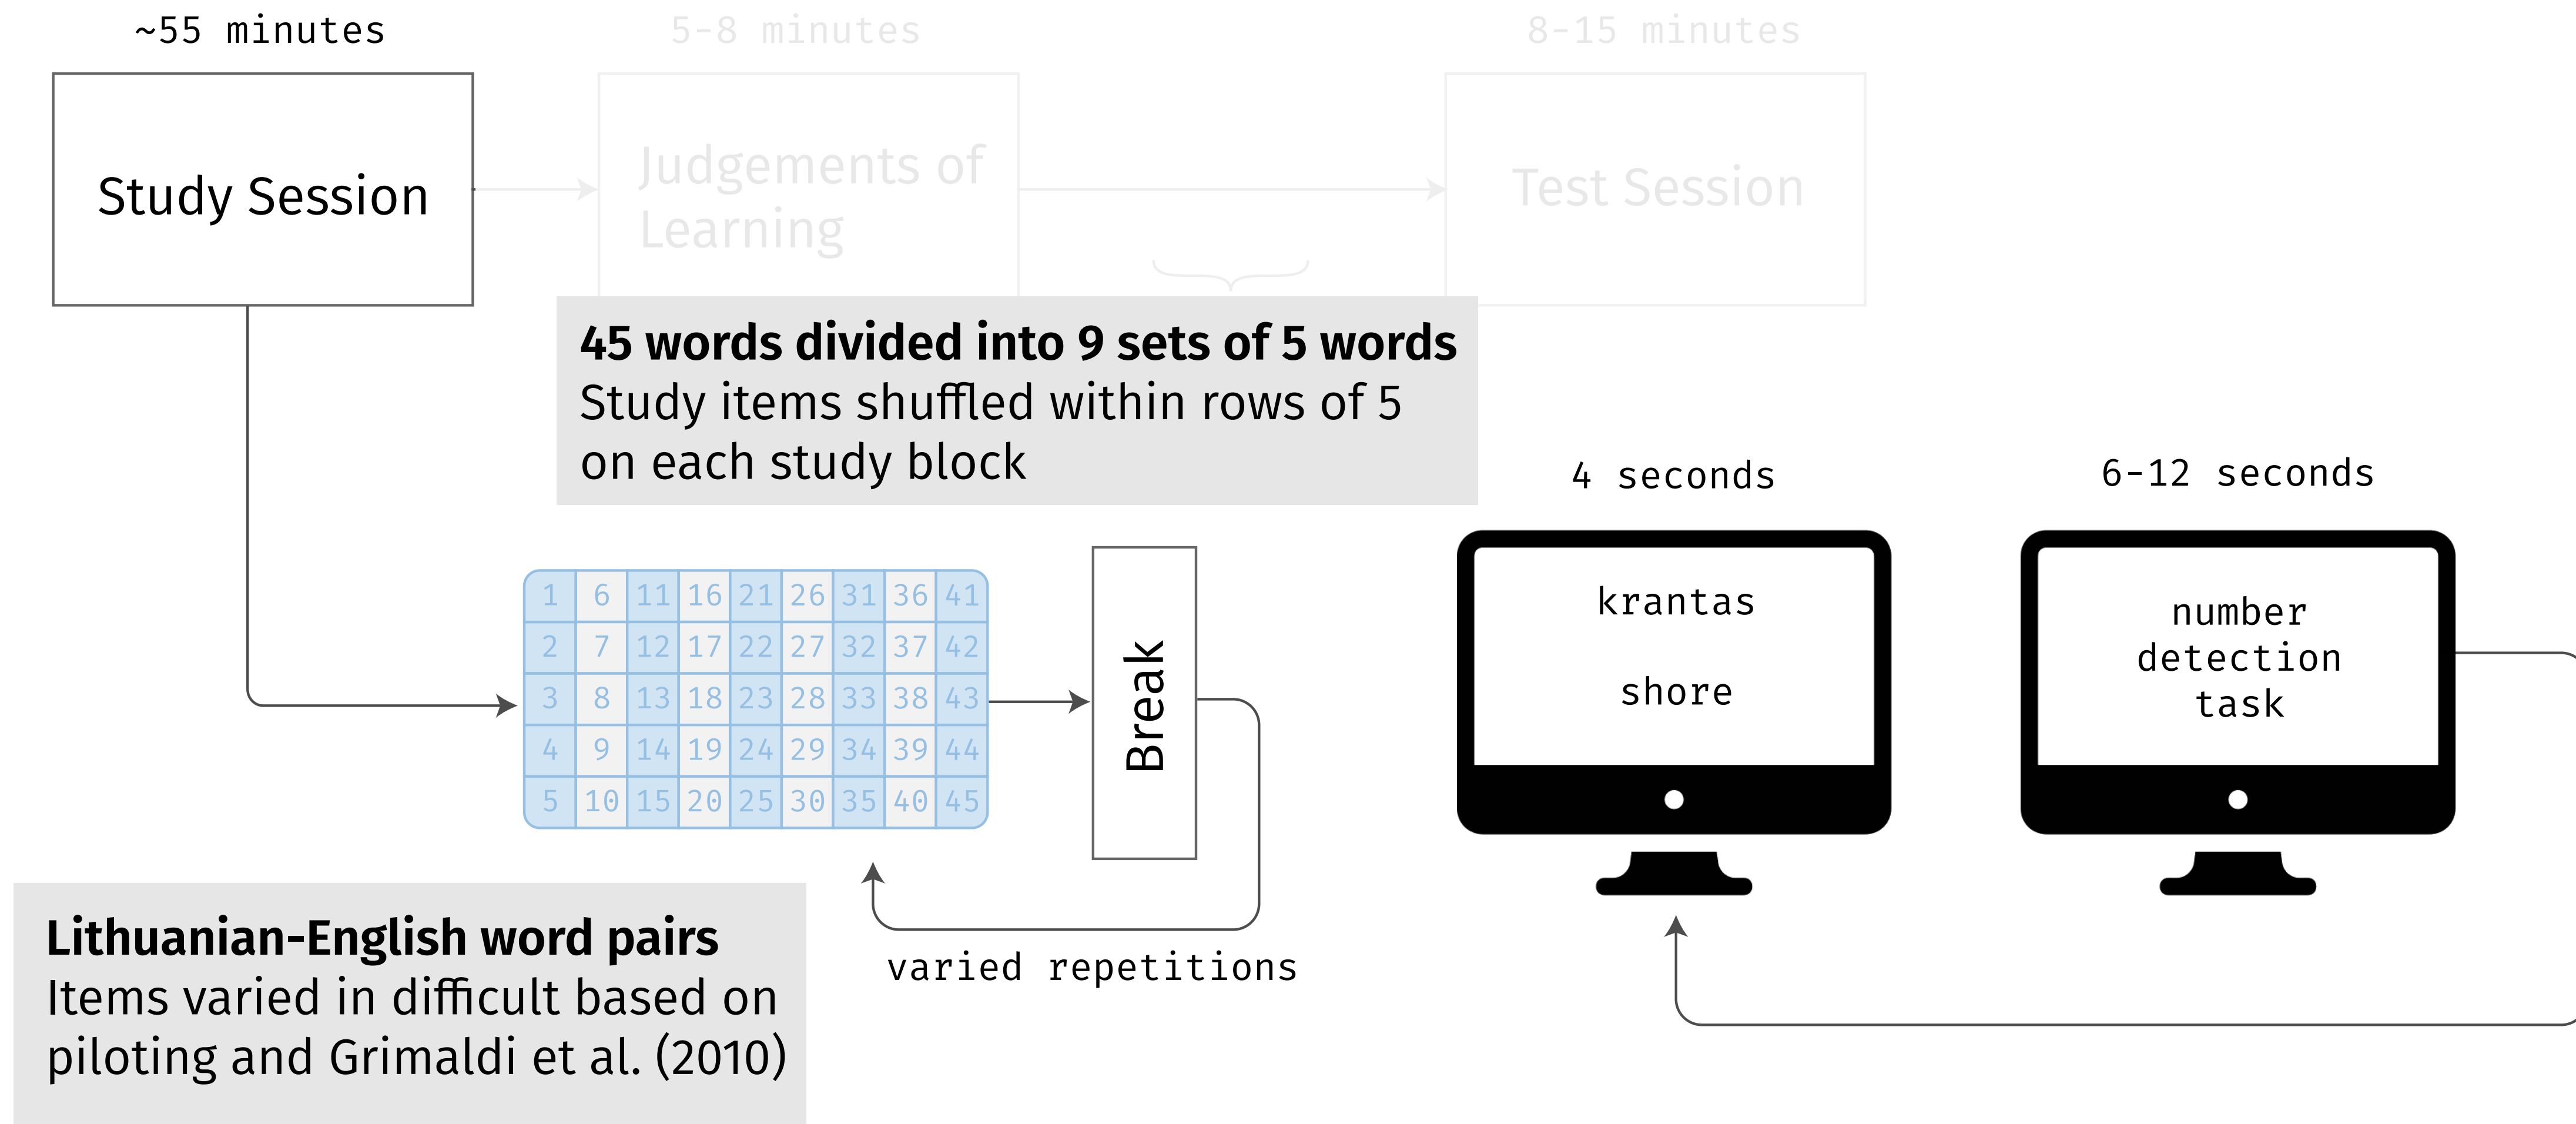 ~55 minutes
5-8 minutes
8-15 minutes
Study Session
Judgements of
Learning
Test Session
45 words divided into 9 sets of 5 words
Study items shuffled within rows of 5
on each study block
4 seconds
6-12 seconds
1 6 11 16 21 26 31 36 41
2 7 12 17 22 27 32 37 42
3 8 13 18 23 28 33 38 43
4 9 14 19 24 29 34 39 44
5 10 15 20 25 30 35 40 45
Break
krantas
shore
number
detection
task
varied repetitions
Lithuanian-English word pairs
Items varied in difficult based on
piloting and Grimaldi et al. (2010)